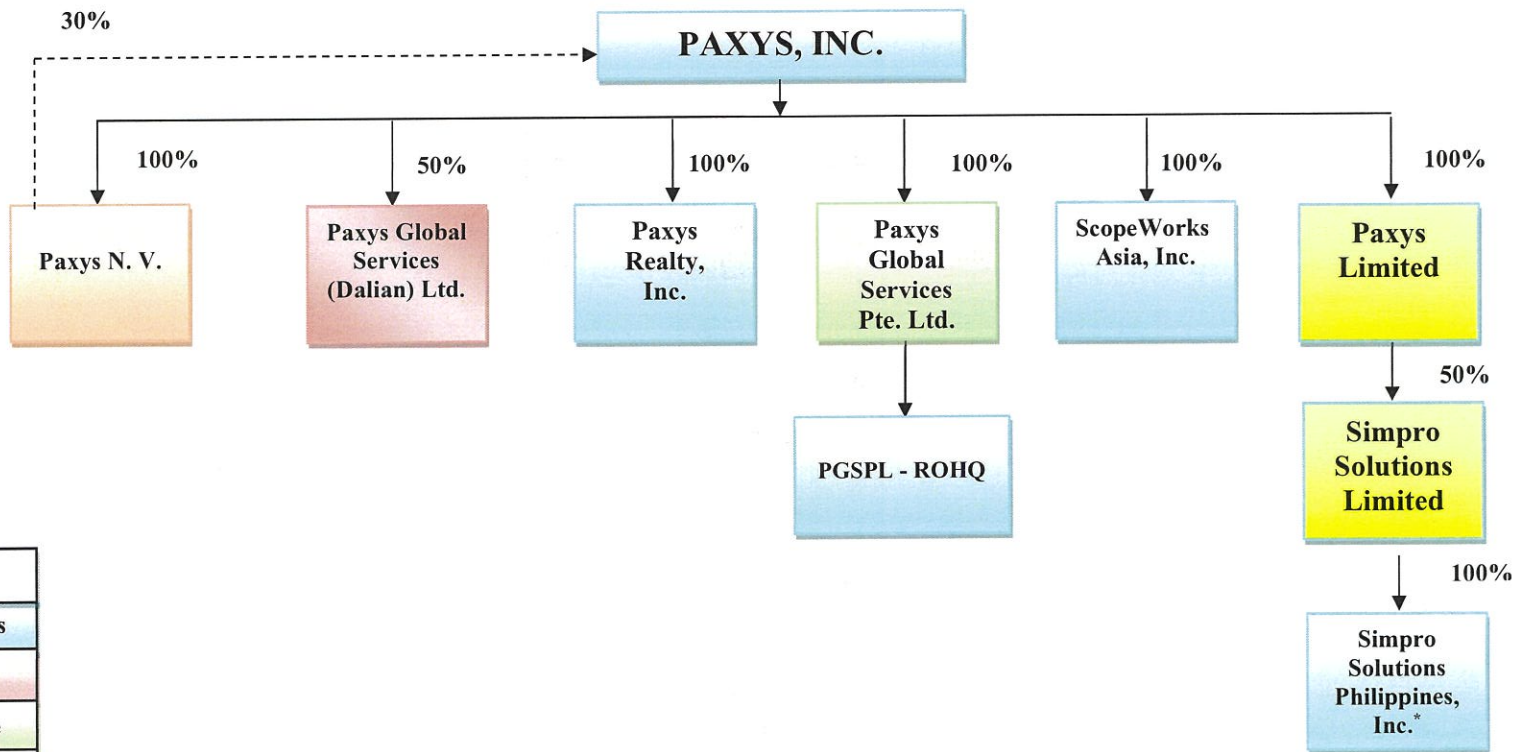 30%
PAXYS, INC.
100%
50%
100%
100%
100%
100%
Paxys N. V.
Paxys Global
Services
(Dalian) Ltd.
Paxys
Realty,
Inc.
Paxys
Global
Services
Pte. Ltd.
ScopeWorks
Asia, Inc.
Paxys
Limited
50%
PGSPL - ROHQ
Simpro
Solutions
Limited
100%
Simpro
Solutions
Philippines,
Inc.*